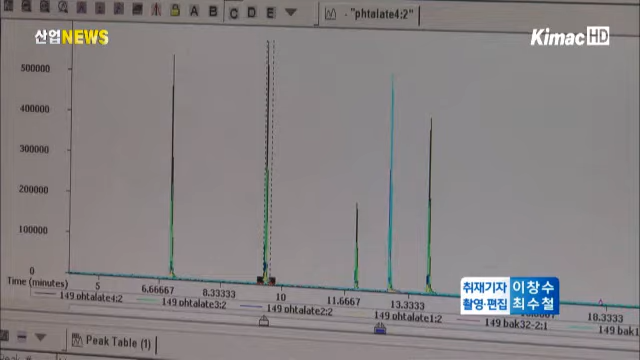 A B C D E "phtalate4:2"
산업NEWS
KimacHD
500000
400000
300000
200000
100000
0
Time (minutes) 5 6.66667 8.33333 10 11.6667 13.3333 18.3333
149 phtalate4:2 149 phtalate3:2 149 phtalate2:2 149 phtalate1:2 149 bak32-2:1 149 bak1
취재기자 이창수
촬영·편집 최수철
Peak Table (1)